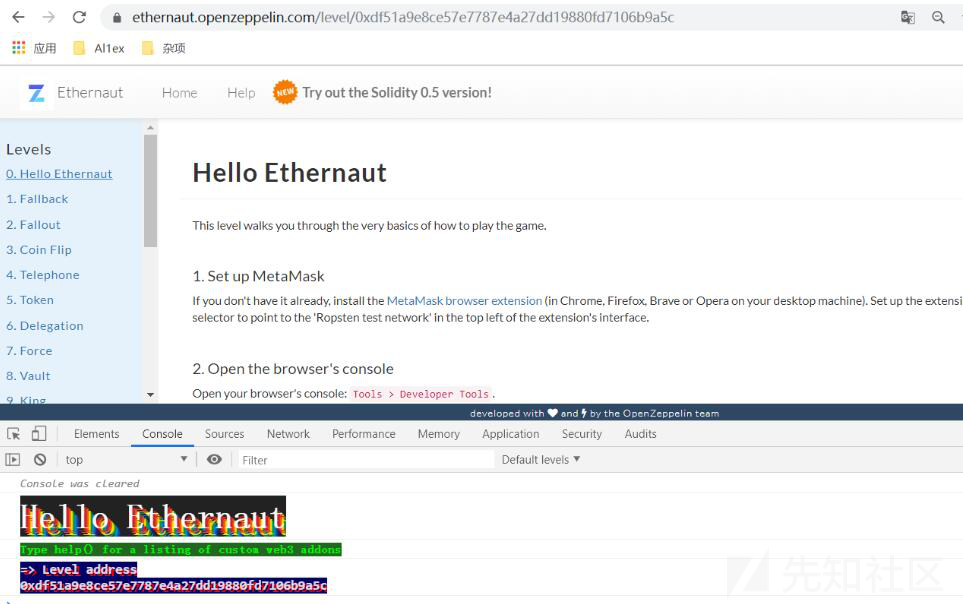 ethernaut.openzeppelin.com/level/0xdf51a9e8ce57e7787e4a27dd19880fd7106b9a5c
应用 Al1ex 杂项
Ethernaut Home Help NEW Try out the Solidity 0.5 version!
Levels
0. Hello Ethernaut
1. Fallback
2. Fallout
3. Coin Flip
4. Telephone
5. Token
6. Delegation
7. Force
8. Vault
9. King
Hello Ethernaut
This level walks you through the very basics of how to play the game.
1. Set up MetaMask
If you don't have it already, install the MetaMask browser extension (in Chrome, Firefox, Brave or Opera on your desktop machine). Set up the extensi
selector to point to the 'Ropsten test network' in the top left of the extension's interface.
2. Open the browser's console
Open your browser's console: Tools > Developer Tools.
developed with and by the OpenZeppelin team
Elements Console Sources Network Performance Memory Application Security Audits
top Filter Default levels
Console was cleared
Hello Ethernaut
Type help() for a listing of custom web3 addons
=> Level address
0xdf51a9e8ce57e7787e4a27dd19880fd7106b9a5c
先知社区